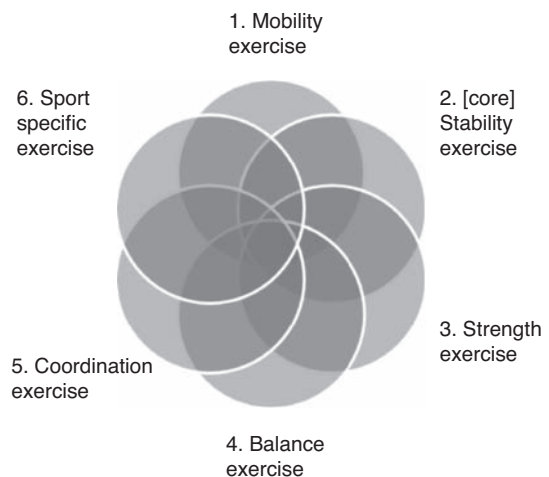 1. Mobility
exercise
2. [core]
Stability
exercise
3. Strength
exercise
4. Balance
exercise
5. Coordination
exercise
6. Sport
specific
exercise